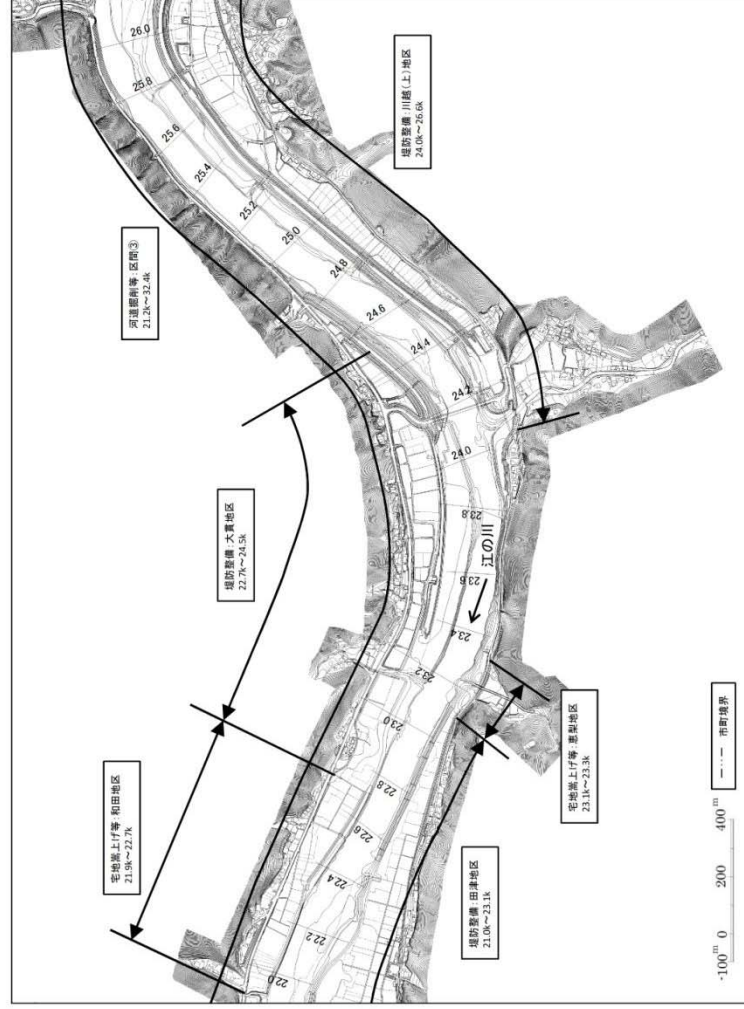 河道掘削等：区間③
21.2k～32.4k
堤防整備：川越（上）地区
24.0k～26.6k
堤防整備：大貫地区
22.7k～24.5k
宅地嵩上げ等：和田地区
21.9k～22.7k
宅地嵩上げ等：恵梨地区
23.1k～23.3k
堤防整備：田津地区
21.0k～23.1k
江の川
26.0
25.8
25.6
25.4
25.2
25.0
24.8
24.6
24.4
24.2
24.0
23.8
23.6
23.4
23.2
23.0
22.8
22.6
22.4
22.2
22.0
市町境界
-100m 0 200 400m